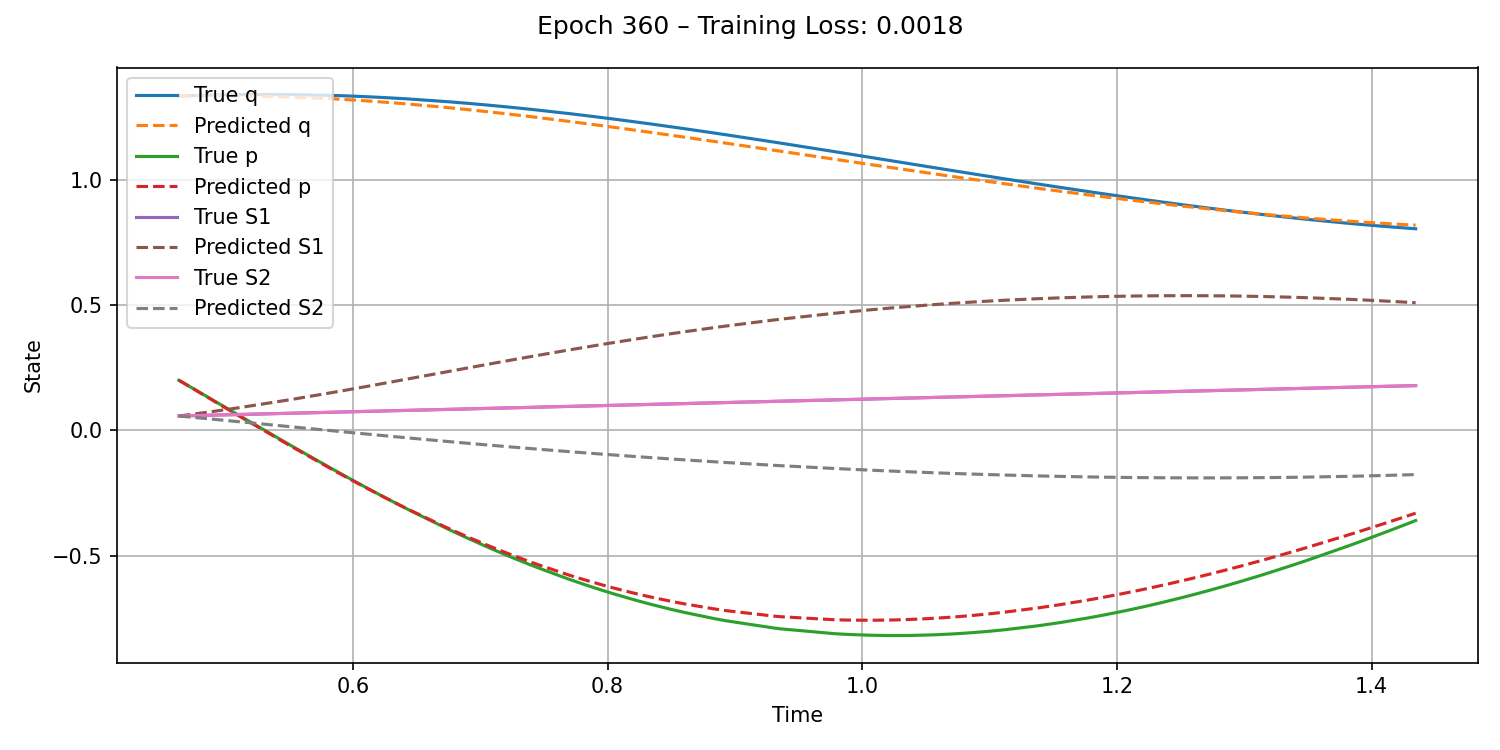 Epoch 360 – Training Loss: 0.0018
True q
Predicted q
True p
Predicted p
True S1
Predicted S1
True S2
Predicted S2
1.0
0.5
0.0
−0.5
State
0.6
0.8
1.0
1.2
1.4
Time